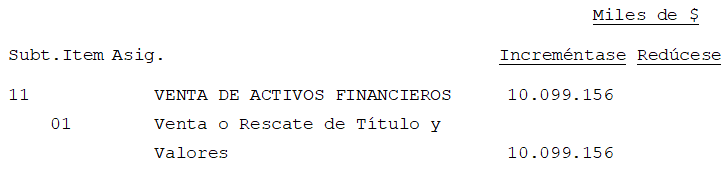 Miles de $
Subt. Item Asig. Increméntase Redúcese
11 VENTA DE ACTIVOS FINANCIEROS 10.099.156
01 Venta o Rescate de Título y
Valores 10.099.156